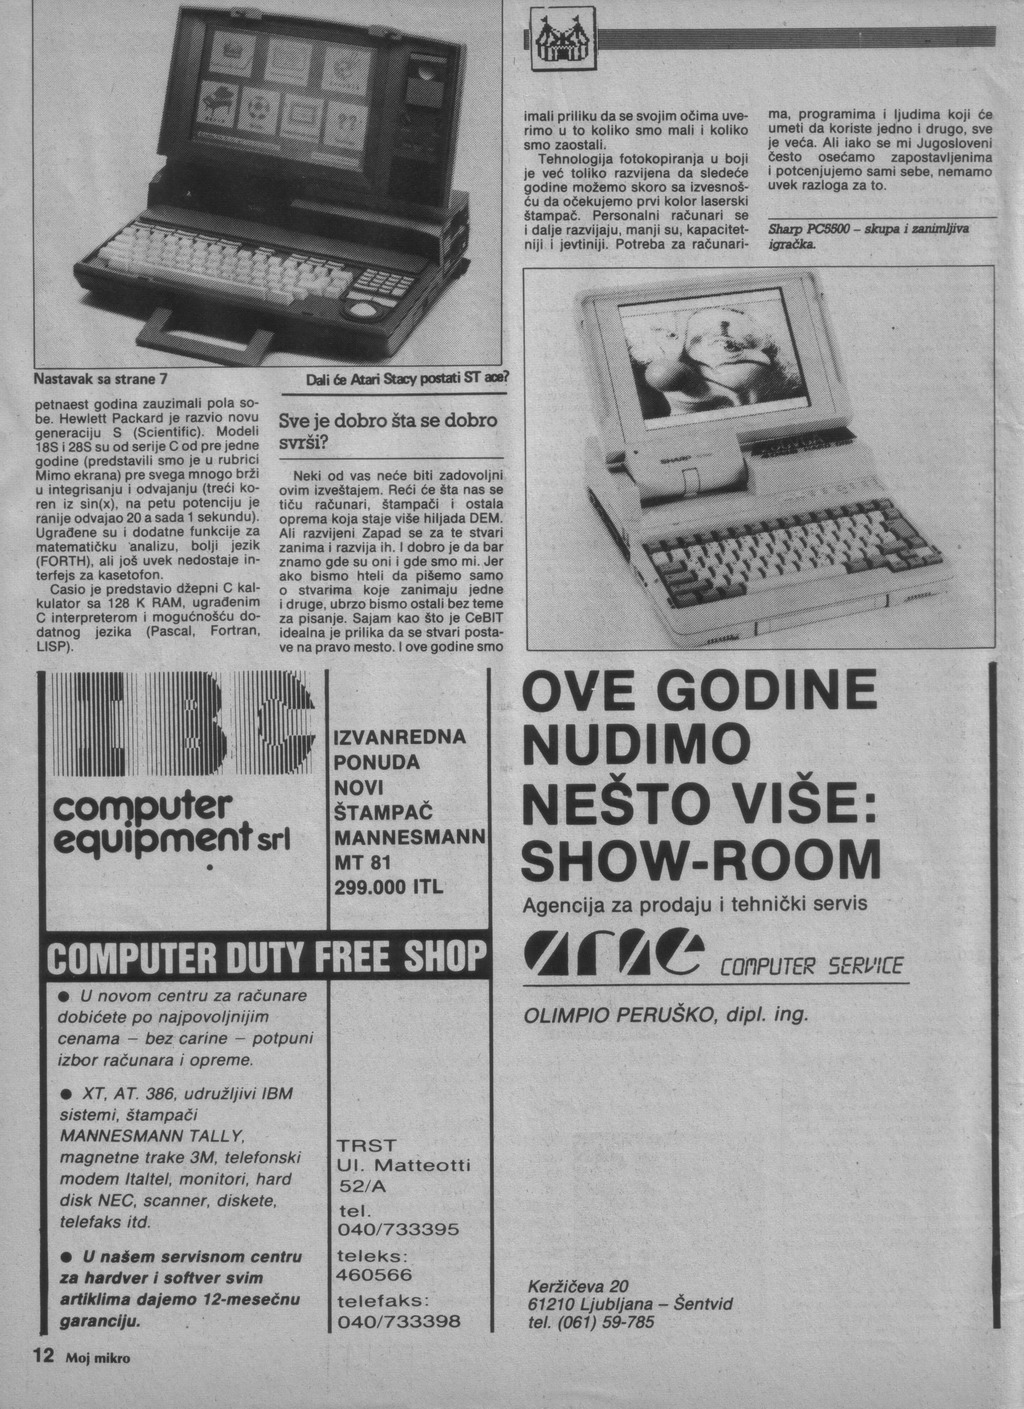 Nastavak sa strane 7
petnaest godina zauzimali pola so-
be. Hewlett Packard je razvio novu
generaciju S (Scientific). Modeli
18S i 28S su od serije C od pre jedne
godine (predstavili smo je u rubrici
Mimo ekrana) pre svega mnogo brži
u integrisanju i odvajanju (treći ko-
ren iz sin(x), na petu potenciju je
ranije odvajao 20 a sada 1 sekundu).
Ugrađene su i dodatne funkcije za
matematičku analizu, bolji jezik
(FORTH), ali još uvek nedostaje in-
terfejs za kasetofon.
Casio je predstavio džepni C kal-
kulator sa 128 K RAM, ugrađenim
C interpreterom i mogućnošću do-
datnog jezika (Pascal, Fortran,
LISP).
Dali će Atari Stacy postati ST ace?
Sve je dobro šta se dobro
svrši?
Neki od vas neće biti zadovoljni
ovim izveštajem. Reći će šta nas se
tiču računari, štampači i ostala
oprema koja staje više hiljada DEM.
Ali razvijeni Zapad se za te stvari
zanima i razvija ih. I dobro je da bar
znamo gde su oni i gde smo mi. Jer
ako bismo hteli da pišemo samo
o stvarima koje zanimaju jedne
i druge, ubrzo bismo ostali bez teme
za pisanje. Sajam kao što je CeBIT
idealna je prilika da se stvari posta-
ve na pravo mesto. I ove godine smo
imali priliku da se svojim očima uve-
rimo u to koliko smo mali i koliko
smo zaostali.
Tehnologija fotokopiranja u boji
je već toliko razvijena da sledeće
godine možemo skoro sa izvesnoš-
ću da očekujemo prvi kolor laserski
štampač. Personalni računari se
i dalje razvijaju, manji su, kapacitet-
niji i jevtiniji. Potreba za računari-
ma, programima i ljudima koji će
umeti da koriste jedno i drugo, sve
je veća. Ali iako se mi Jugosloveni
često osećamo zapostavljenima
i potcenjujemo sami sebe, nemamo
uvek razloga za to.
Sharp PC5500 – skupa i zanimljiva
igračka.
SHARP
IBC
computer
equipment srl
IZVANREDNA
PONUDA
NOVI
ŠTAMPAČ
MANNESMANN
MT 81
299.000 ITL
COMPUTER DUTY FREE SHOP
● U novom centru za računare
dobićete po najpovoljnijim
cenama – bez carine – potpuni
izbor računara i opreme.
● XT, AT. 386, udružljivi IBM
sistemi, štampači
MANNESMANN TALLY,
magnetne trake 3M, telefonski
modem Italtel, monitori, hard
disk NEC, scanner, diskete,
telefaks itd.
● U našem servisnom centru
za hardver i softver svim
artiklima dajemo 12-mesečnu
garanciju.
TRST
Ul. Matteotti
52/A
tel.
040/733395
teleks:
460566
telefaks:
040/733398
OVE GODINE
NUDIMO
NEŠTO VIŠE:
SHOW-ROOM
Agencija za prodaju i tehnički servis
COMPUTER SERVICE
OLIMPIO PERUŠKO, dipl. ing.
Keržičeva 20
61210 Ljubljana – Šentvid
tel. (061) 59-785
12 Moj mikro